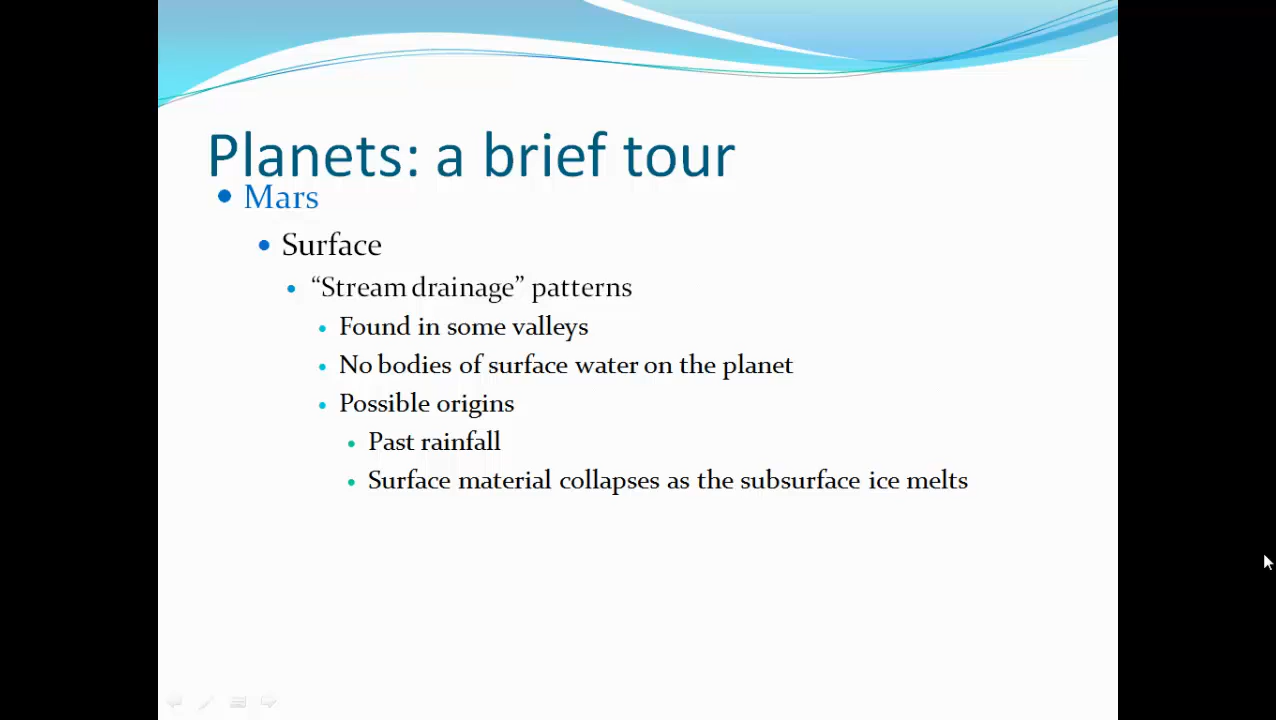 Planets: a brief tour
Mars
Surface
“Stream drainage” patterns
Found in some valleys
No bodies of surface water on the planet
Possible origins
Past rainfall
Surface material collapses as the subsurface ice melts